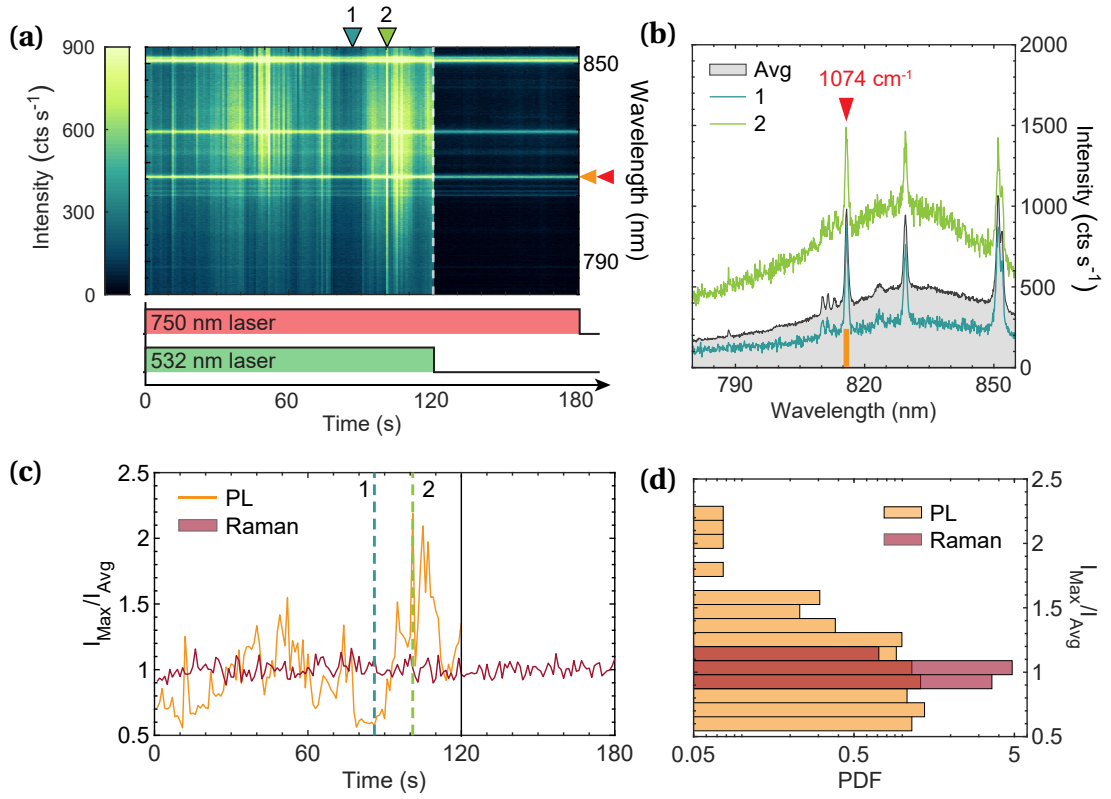 (a)
1
2
900
600
300
0
Intensity (cts s⁻¹)
850
790
Wavelength (nm)
750 nm laser
532 nm laser
0
60
120
180
Time (s)
(b)
Avg
1
2
1074 cm⁻¹
2000
1500
1000
500
0
Intensity (cts s⁻¹)
790
820
850
Wavelength (nm)
(c)
2.5
2
1.5
1
0.5
I_Max/I_Avg
PL
Raman
1
2
0
60
120
180
Time (s)
(d)
PL
Raman
2.5
2
1.5
1
0.5
I_Max/I_Avg
0.05
0.5
5
PDF